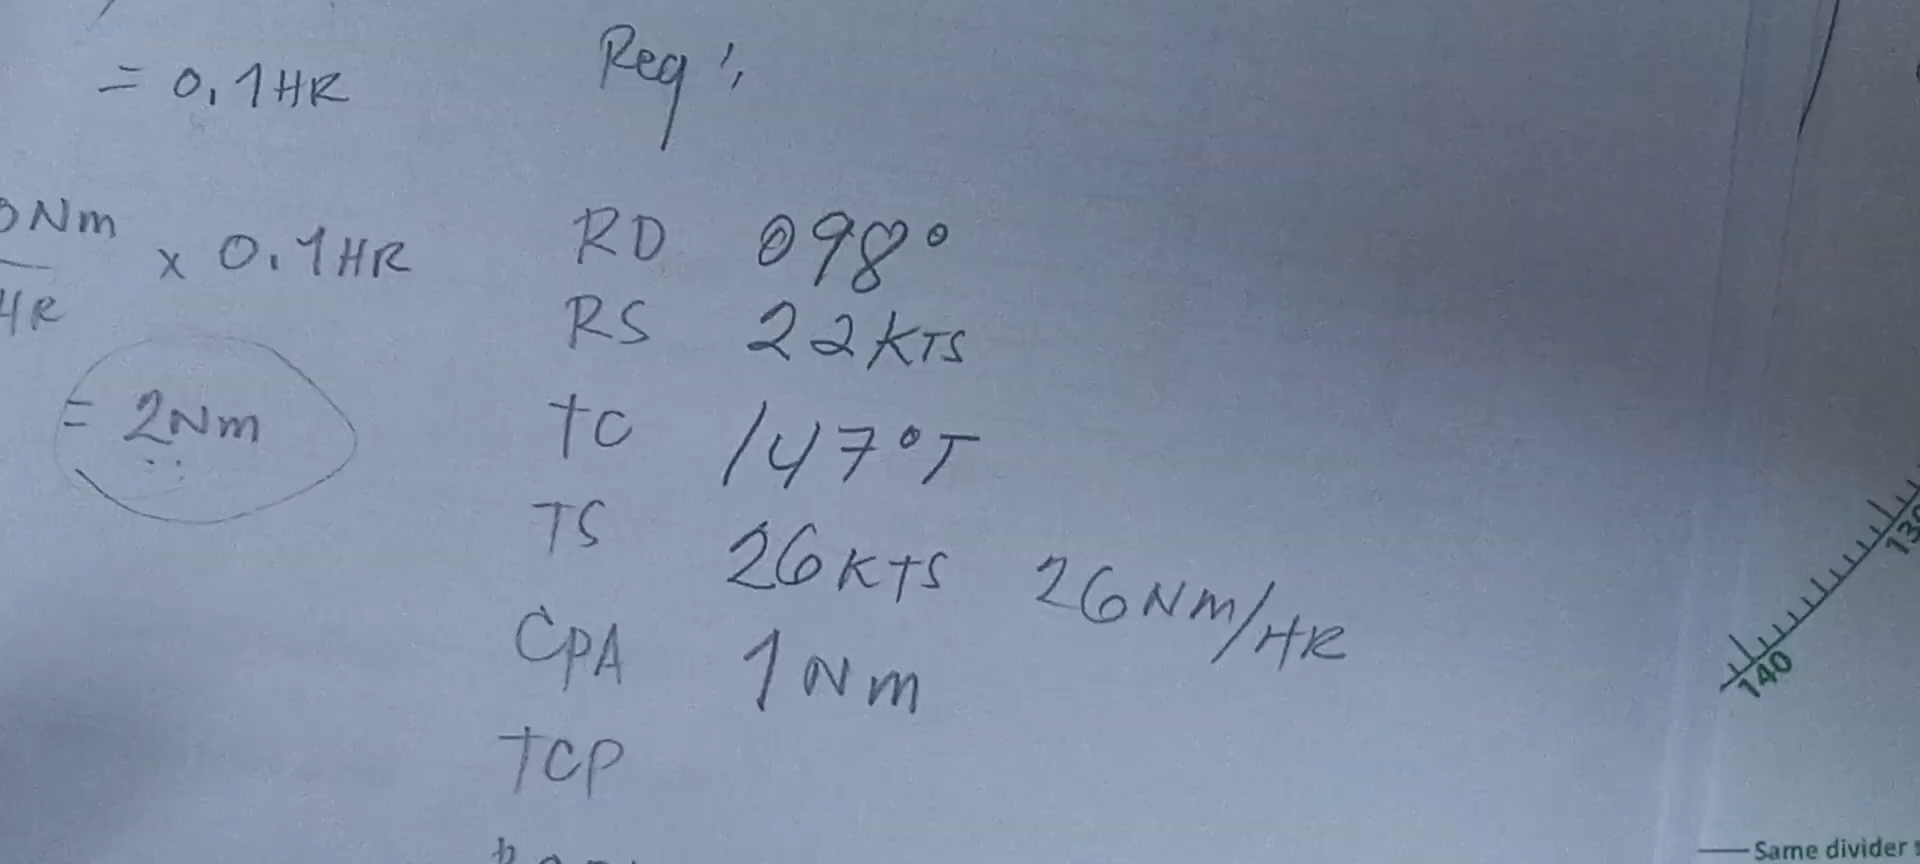 = 0.1HR
Req',
Nm
x 0.1HR
HR
= 2Nm
RD 098°
RS 22KTS
TC 147°T
TS 26KTS 26Nm/HR
CPA 1Nm
TCP
130
140
Same divider